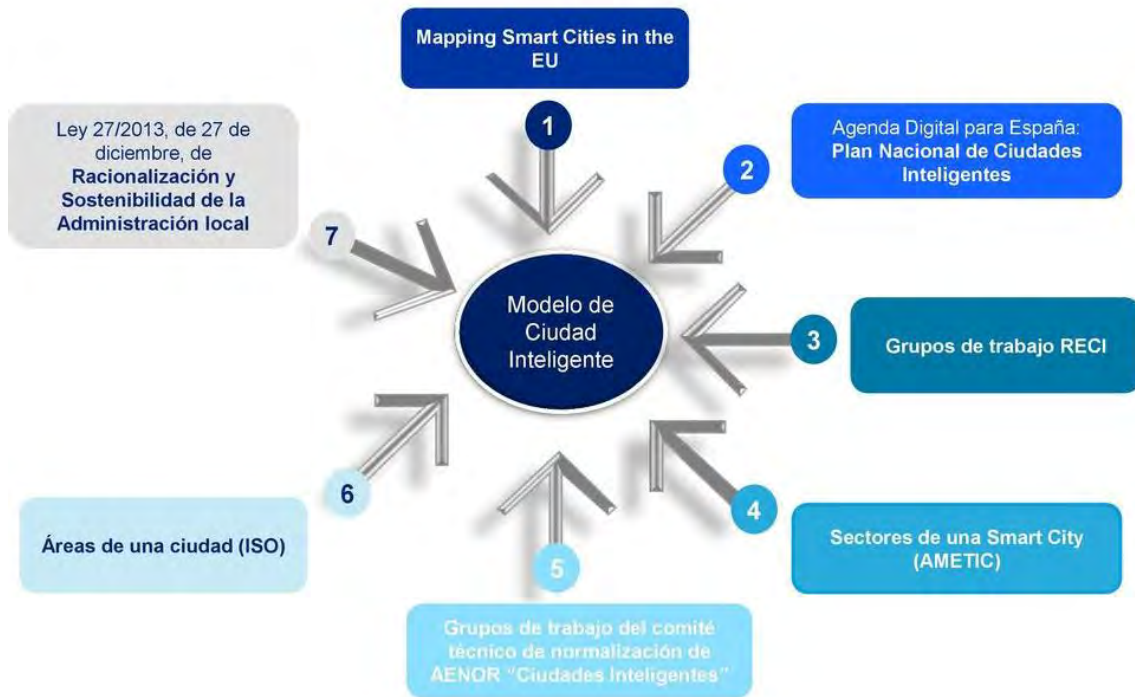 Mapping Smart Cities in the
EU
1
Agenda Digital para España:
Plan Nacional de Ciudades
Inteligentes
2
Grupos de trabajo RECI
3
Sectores de una Smart City
(AMETIC)
4
Grupos de trabajo del comité
técnico de normalización de
AENOR "Ciudades Inteligentes"
5
Áreas de una ciudad (ISO)
6
Ley 27/2013, de 27 de
diciembre, de
Racionalización y
Sostenibilidad de la
Administración local
7
Modelo de
Ciudad
Inteligente